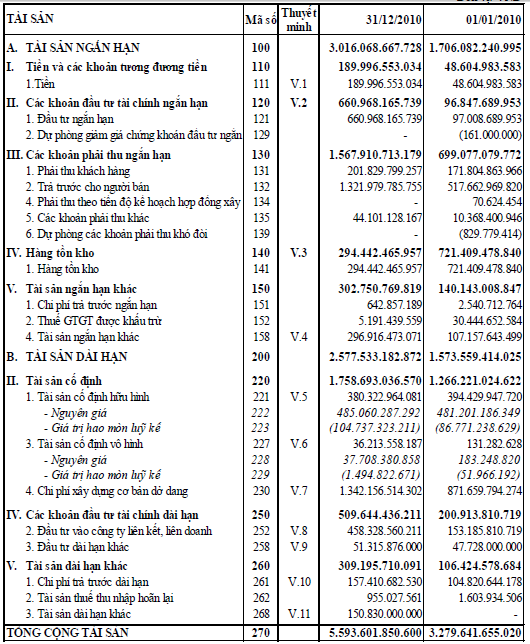 TÀI SẢN Mã số Thuyết minh 31/12/2010 01/01/2010
A. TÀI SẢN NGẮN HẠN 100 3.016.068.667.728 1.706.082.240.995
I. Tiền và các khoản tương đương tiền 110 189.996.553.034 48.604.983.583
1.Tiền 111 V.1 189.996.553.034 48.604.983.583
II. Các khoản đầu tư tài chính ngắn hạn 120 V.2 660.968.165.739 96.847.689.953
1. Đầu tư ngắn hạn 121 660.968.165.739 97.008.689.953
2. Dự phòng giảm giá chứng khoán đầu tư ngắn 129 - (161.000.000)
III. Các khoản phải thu ngắn hạn 130 1.567.910.713.179 699.077.079.772
1. Phải thu khách hàng 131 201.829.799.257 171.804.863.966
2. Trả trước cho người bán 132 1.321.979.785.755 517.662.969.820
4. Phải thu theo tiến độ kế hoạch hợp đồng xây 134 - 70.624.454
5. Các khoản phải thu khác 135 44.101.128.167 10.368.400.946
6. Dự phòng các khoản phải thu khó đòi 139 - (829.779.414)
IV. Hàng tồn kho 140 V.3 294.442.465.957 721.409.478.840
1. Hàng tồn kho 141 294.442.465.957 721.409.478.840
V. Tài sản ngắn hạn khác 150 302.750.769.819 140.143.008.847
1. Chi phí trả trước ngắn hạn 151 642.857.189 2.540.712.764
2. Thuế GTGT được khấu trừ 152 5.191.439.559 30.444.652.584
4. Tài sản ngắn hạn khác 158 V.4 296.916.473.071 107.157.643.499
B. TÀI SẢN DÀI HẠN 200 2.577.533.182.872 1.573.559.414.025
II. Tài sản cố định 220 1.758.693.036.570 1.266.221.024.622
1. Tài sản cố định hữu hình 221 V.5 380.322.964.081 394.429.947.720
- Nguyên giá 222 485.060.287.292 481.201.186.349
- Giá trị hao mòn luỹ kế 223 (104.737.323.211) (86.771.238.629)
3. Tài sản cố định vô hình 227 V.6 36.213.558.187 131.282.628
- Nguyên giá 228 37.708.380.858 183.248.820
- Giá trị hao mòn luỹ kế 229 (1.494.822.671) (51.966.192)
4. Chi phí xây dựng cơ bản dở dang 230 V.7 1.342.156.514.302 871.659.794.274
IV. Các khoản đầu tư tài chính dài hạn 250 509.644.436.211 200.913.810.719
2. Đầu tư vào công ty liên kết, liên doanh 252 V.8 458.328.560.211 153.185.810.719
3. Đầu tư dài hạn khác 258 V.9 51.315.876.000 47.728.000.000
V. Tài sản dài hạn khác 260 309.195.710.091 106.424.578.684
1. Chi phí trả trước dài hạn 261 V.10 157.410.682.530 104.820.644.178
2. Tài sản thuế thu nhập hoãn lại 262 955.027.561 1.603.934.506
3. Tài sản dài hạn khác 268 V.11 150.830.000.000 -
TỔNG CỘNG TÀI SẢN 270 5.593.601.850.600 3.279.641.655.020